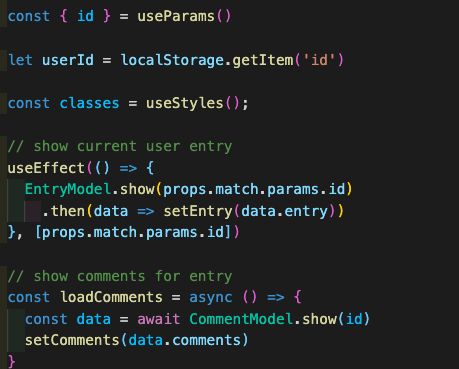 const { id } = useParams()
let userId = localStorage.getItem('id')
const classes = useStyles();
// show current user entry
useEffect(() => {
EntryModel.show(props.match.params.id)
.then(data => setEntry(data.entry))
}, [props.match.params.id])
// show comments for entry
const loadComments = async () => {
const data = await CommentModel.show(id)
setComments(data.comments)
}